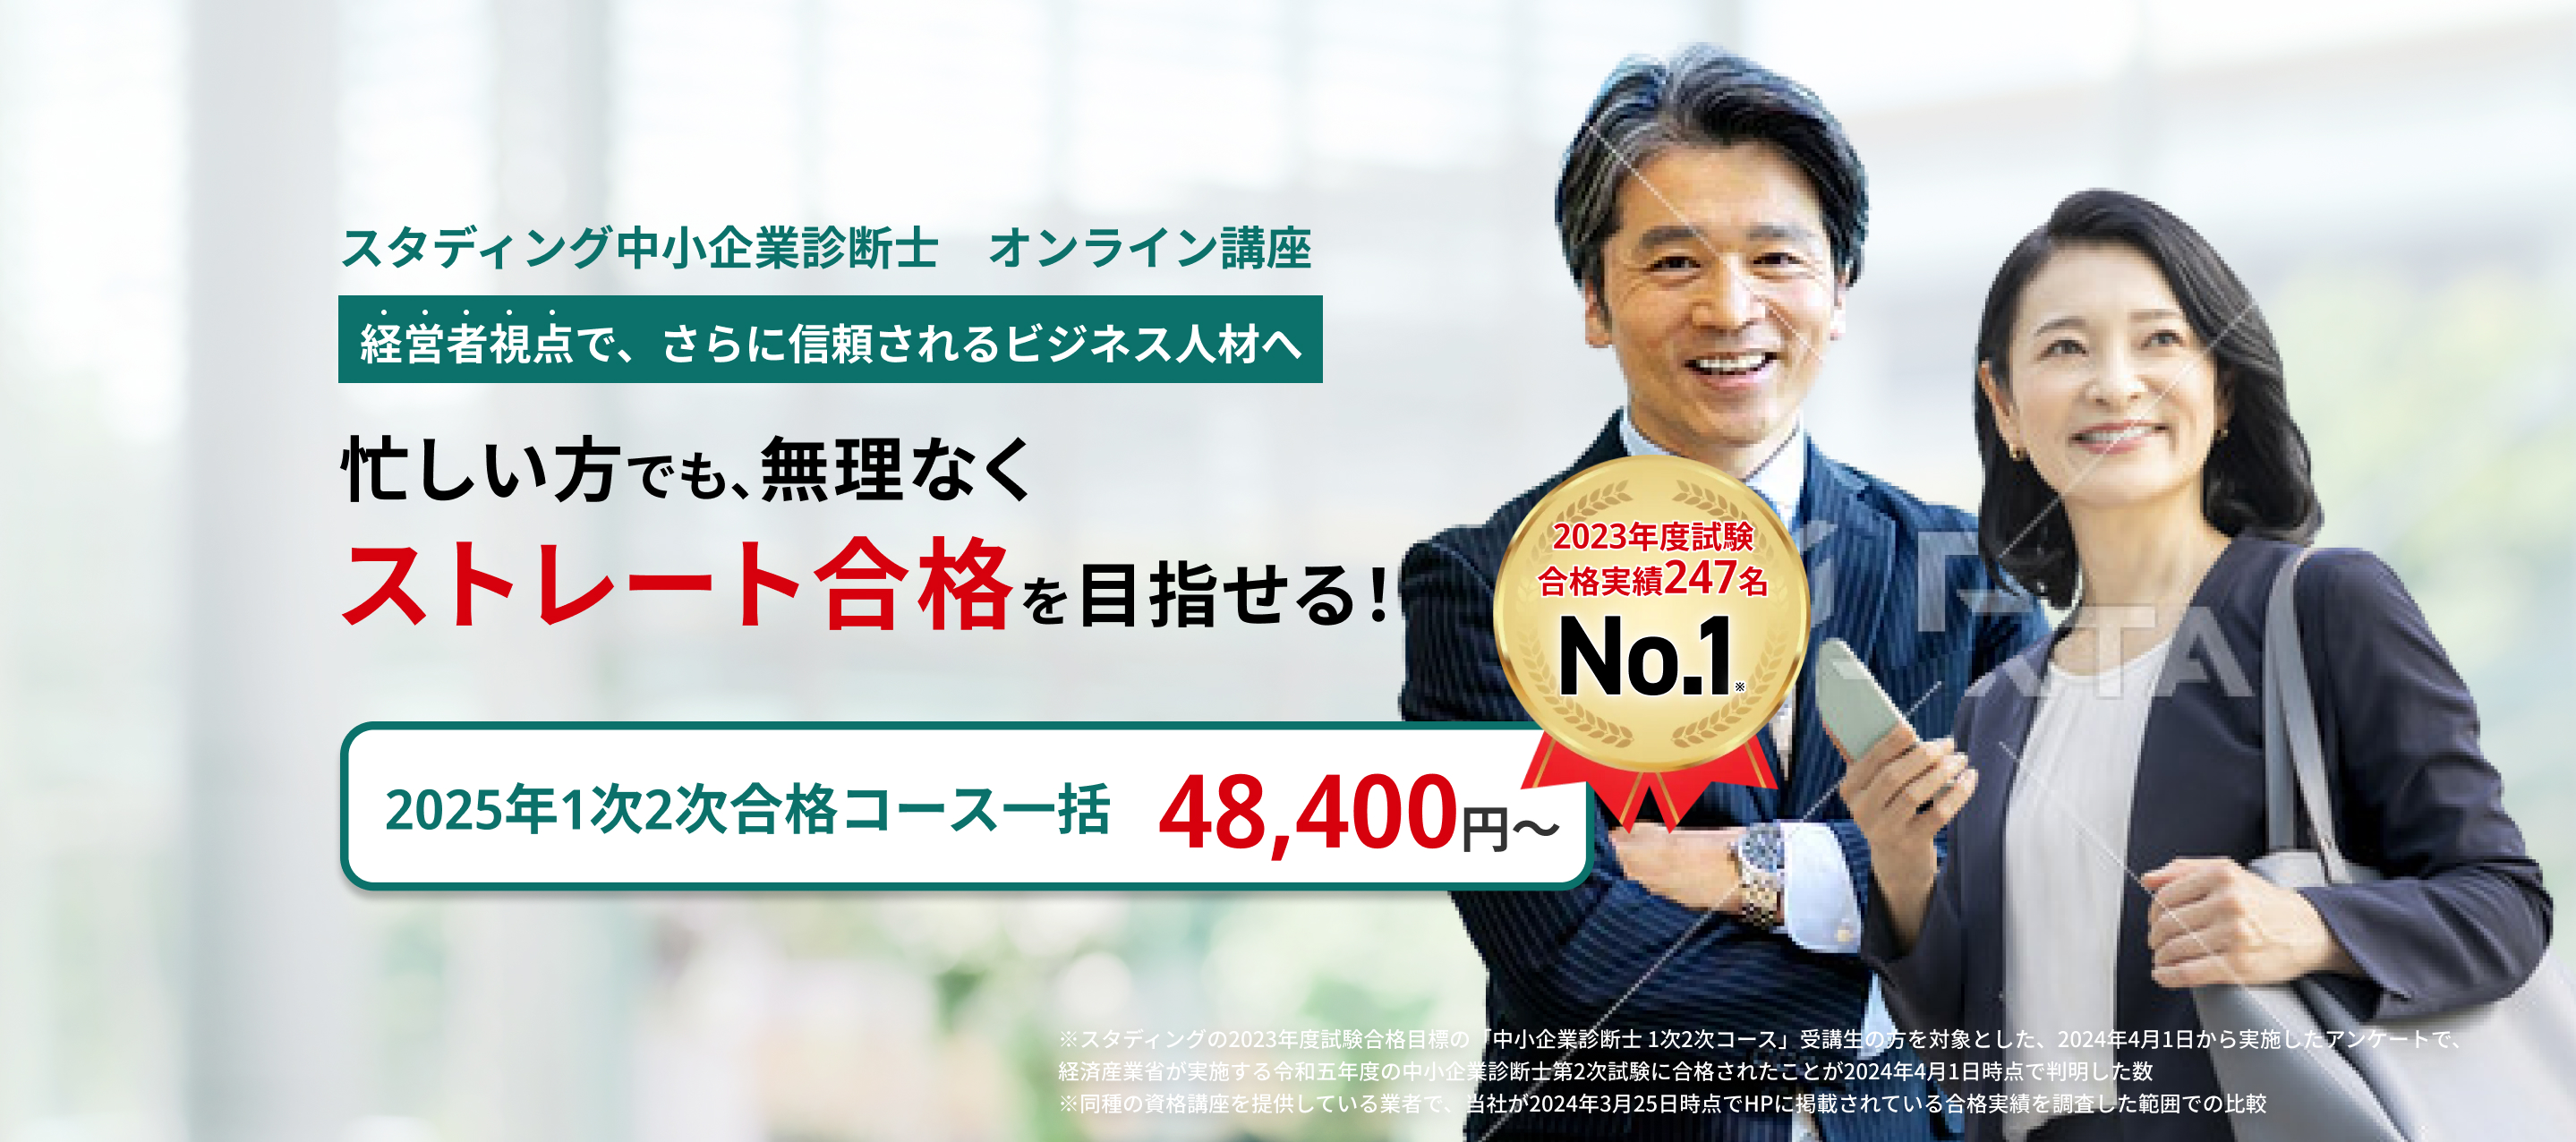 スタディング中小企業診断士　オンライン講座
経営者視点で、さらに信頼されるビジネス人材へ
忙しい方でも、無理なく
ストレート合格を目指せる！
2023年度試験
合格実績247名
No.1※
2025年1次2次合格コース一括　48,400円〜
※スタディングの2023年度試験合格目標の「中小企業診断士 1次2次コース」受講生の方を対象とした、2024年4月1日から実施したアンケートで、
経済産業省が実施する令和五年度の中小企業診断士第2次試験に合格されたことが2024年4月1日時点で判明した数
※同種の資格講座を提供している業者で、当社が2024年3月25日時点でHPに掲載されている合格実績を調査した範囲での比較